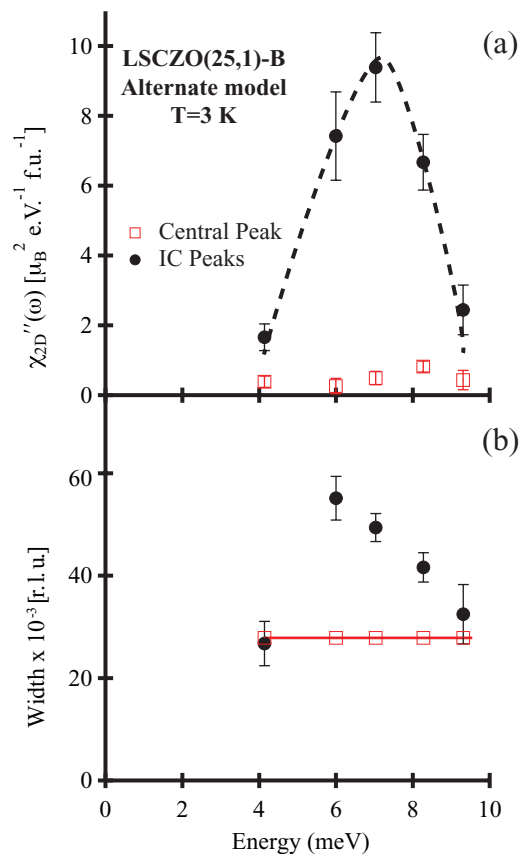 (a)
LSCZO(25,1)-B
Alternate model
T=3 K
10
8
6
4
2
0
χ2D''(ω) [μB² e.V.⁻¹ f.u.⁻¹]
Central Peak
IC Peaks
(b)
60
40
20
0
Width x 10⁻³ [r.l.u.]
0 2 4 6 8 10
Energy (meV)